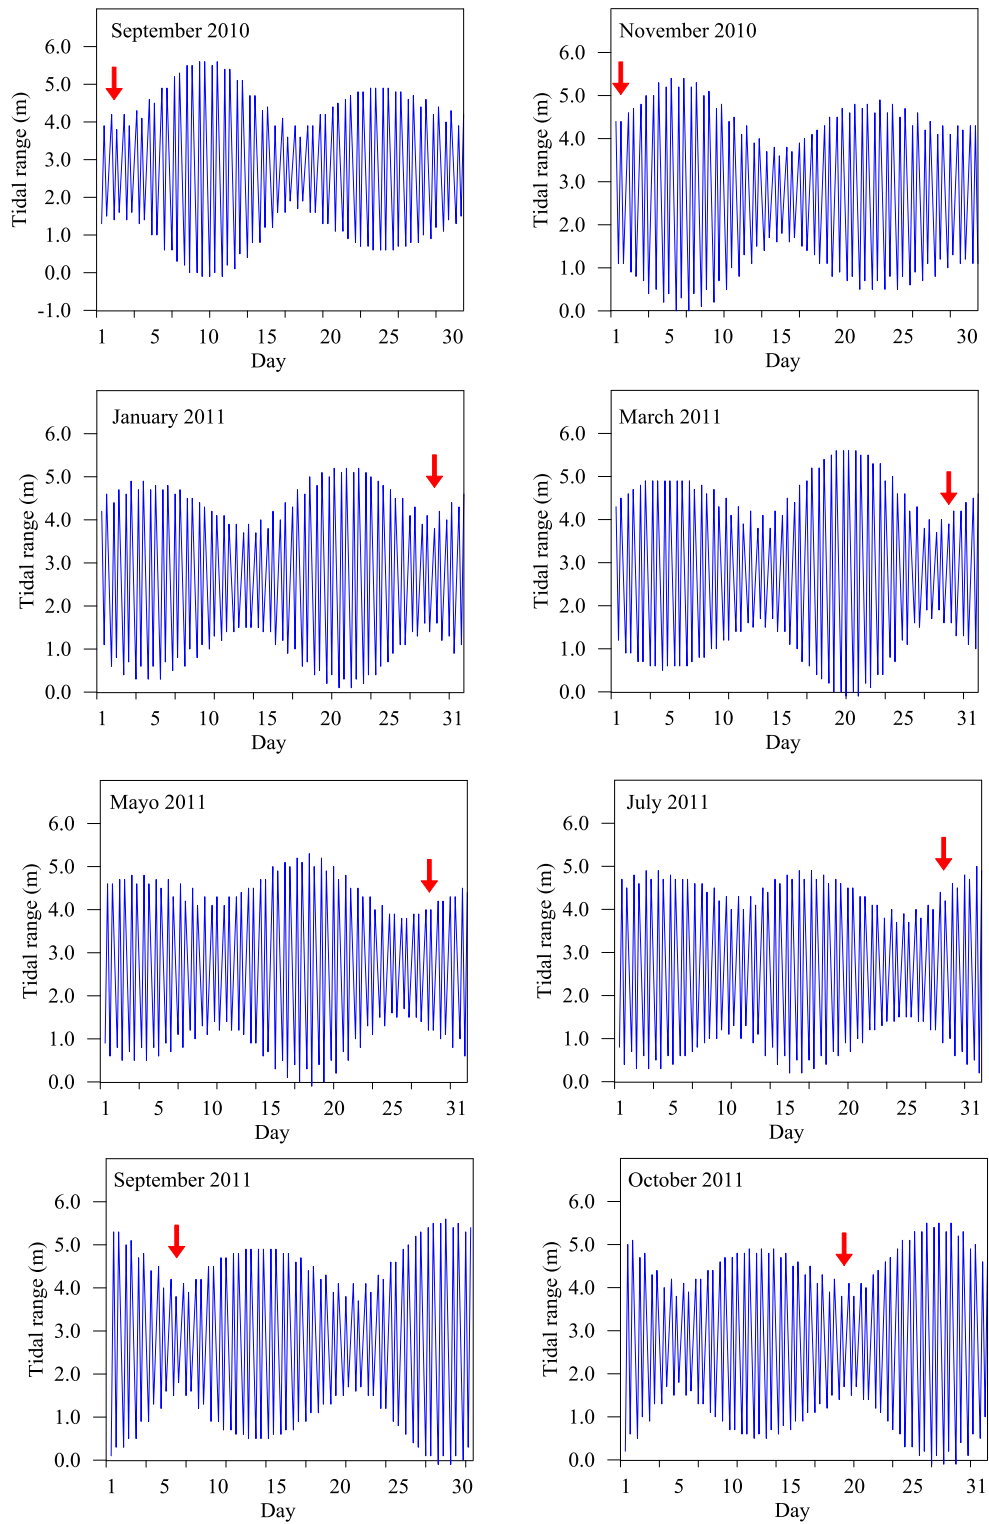 September 2010
Tidal range (m)
6.0
5.0
4.0
3.0
2.0
1.0
0.0
-1.0
1 5 10 15 20 25 30
Day
November 2010
Tidal range (m)
6.0
5.0
4.0
3.0
2.0
1.0
0.0
1 5 10 15 20 25 30
Day
January 2011
Tidal range (m)
6.0
5.0
4.0
3.0
2.0
1.0
0.0
1 5 10 15 20 25 31
Day
March 2011
Tidal range (m)
6.0
5.0
4.0
3.0
2.0
1.0
0.0
1 5 10 15 20 25 31
Day
Mayo 2011
Tidal range (m)
6.0
5.0
4.0
3.0
2.0
1.0
0.0
1 5 10 15 20 25 31
Day
July 2011
Tidal range (m)
6.0
5.0
4.0
3.0
2.0
1.0
0.0
1 5 10 15 20 25 31
Day
September 2011
Tidal range (m)
6.0
5.0
4.0
3.0
2.0
1.0
0.0
1 5 10 15 20 25 30
Day
October 2011
Tidal range (m)
6.0
5.0
4.0
3.0
2.0
1.0
0.0
1 5 10 15 20 25 31
Day